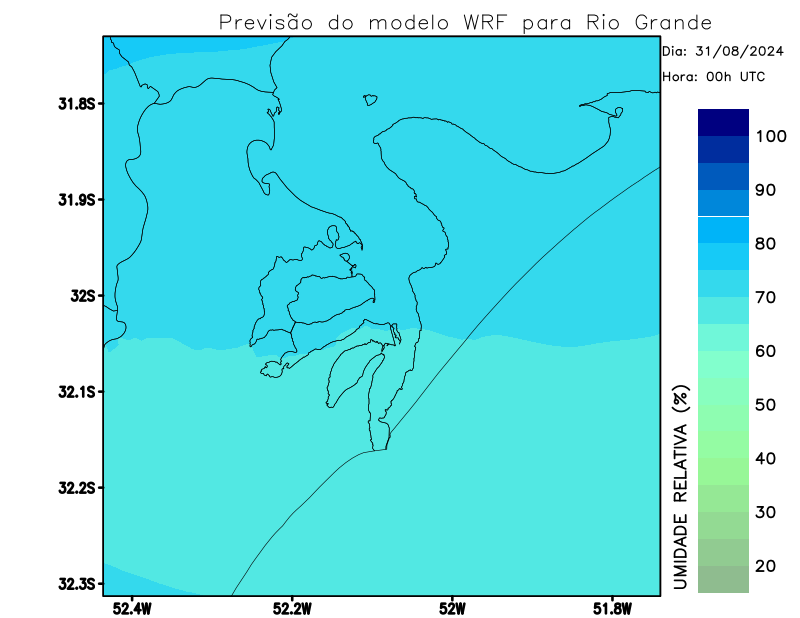 Previsão do modelo WRF para Rio Grande
Dia: 31/08/2024
Hora: 00h UTC
31.8S
31.9S
32S
32.1S
32.2S
32.3S
52.4W
52.2W
52W
51.8W
100
90
80
70
60
50
40
30
20
UMIDADE RELATIVA (%)